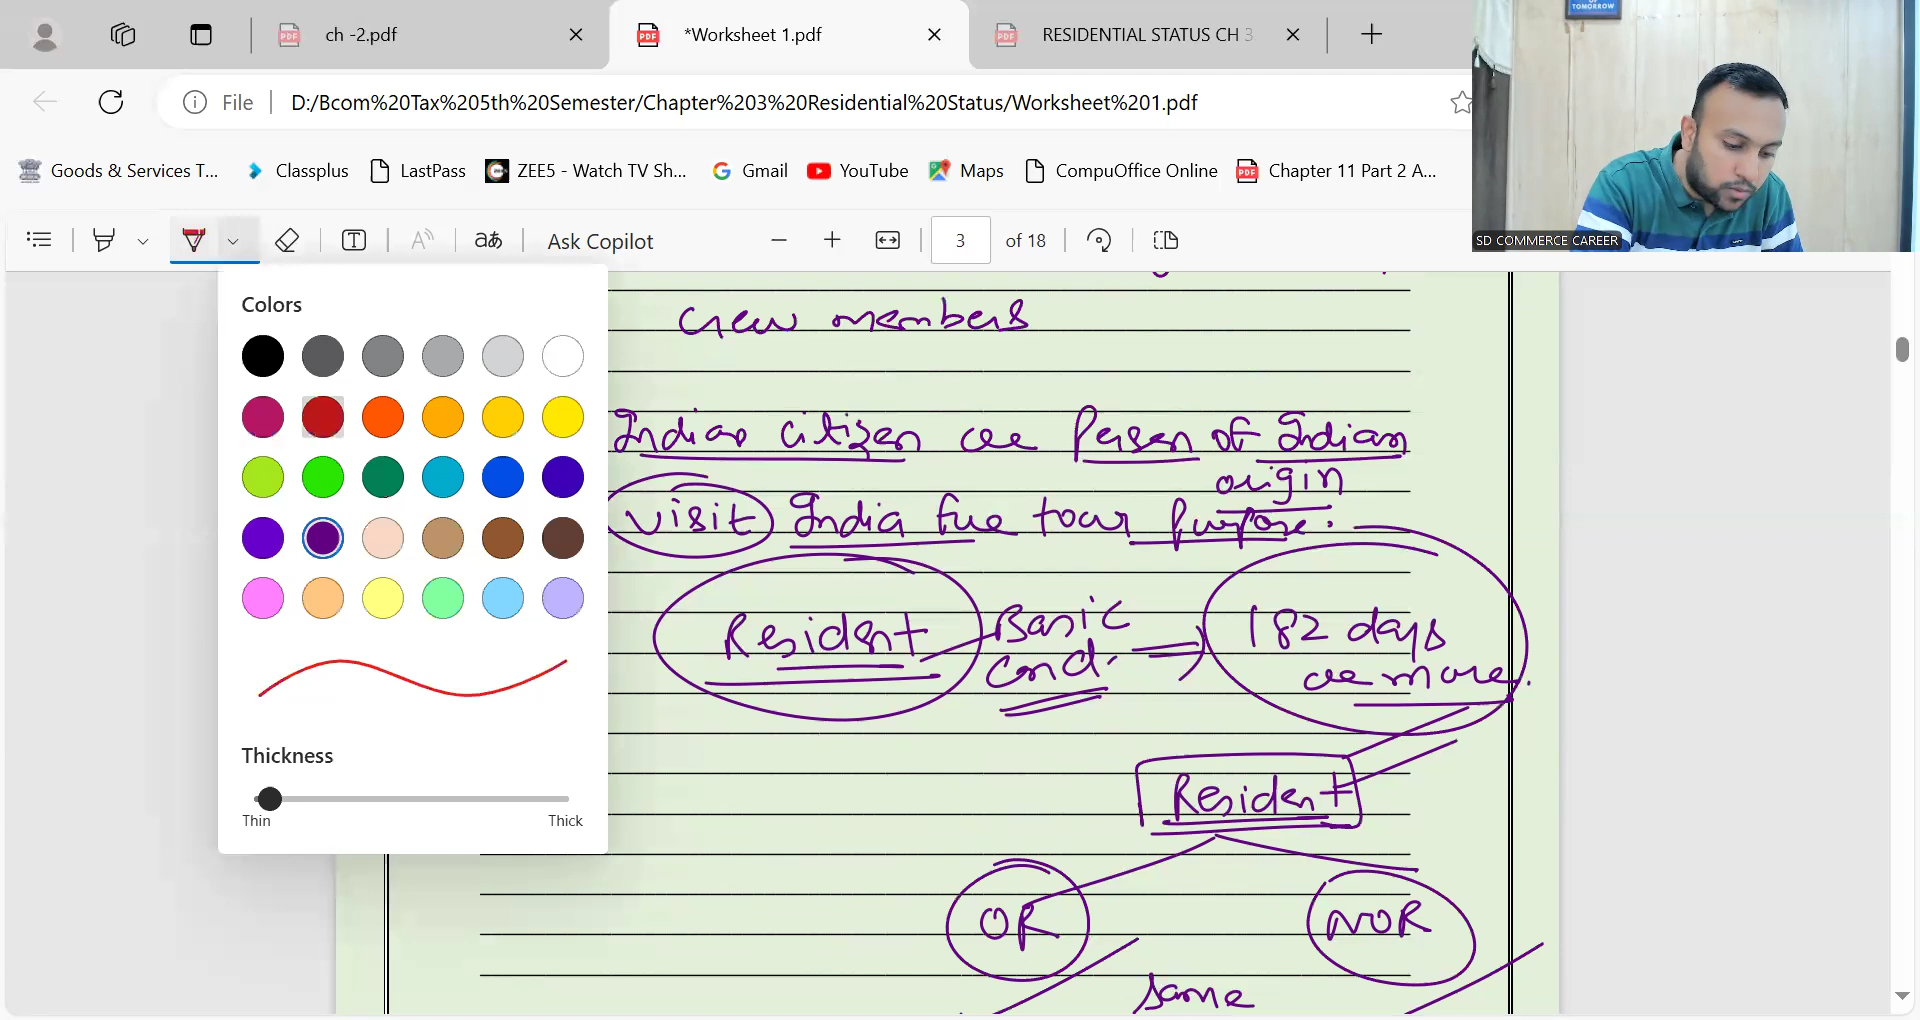 ch -2.pdf
*Worksheet 1.pdf
RESIDENTIAL STATUS CH 3
File
D:/Bcom%20Tax%205th%20Semester/Chapter%203%20Residential%20Status/Worksheet%201.pdf
Goods & Services T...
Classplus
LastPass
ZEE5 - Watch TV Sh...
Gmail
YouTube
Maps
CompuOffice Online
Chapter 11 Part 2 A...
Ask Copilot
3 of 18
TOMORROW
SD COMMERCE CAREER
Colors
Thickness
Thin
Thick
crew members
Indian citizen or Person of Indian
origin
visit India for tour purpose.
Resident
Basic
cond.
182 days
or more.
Resident
OR
NOR
same